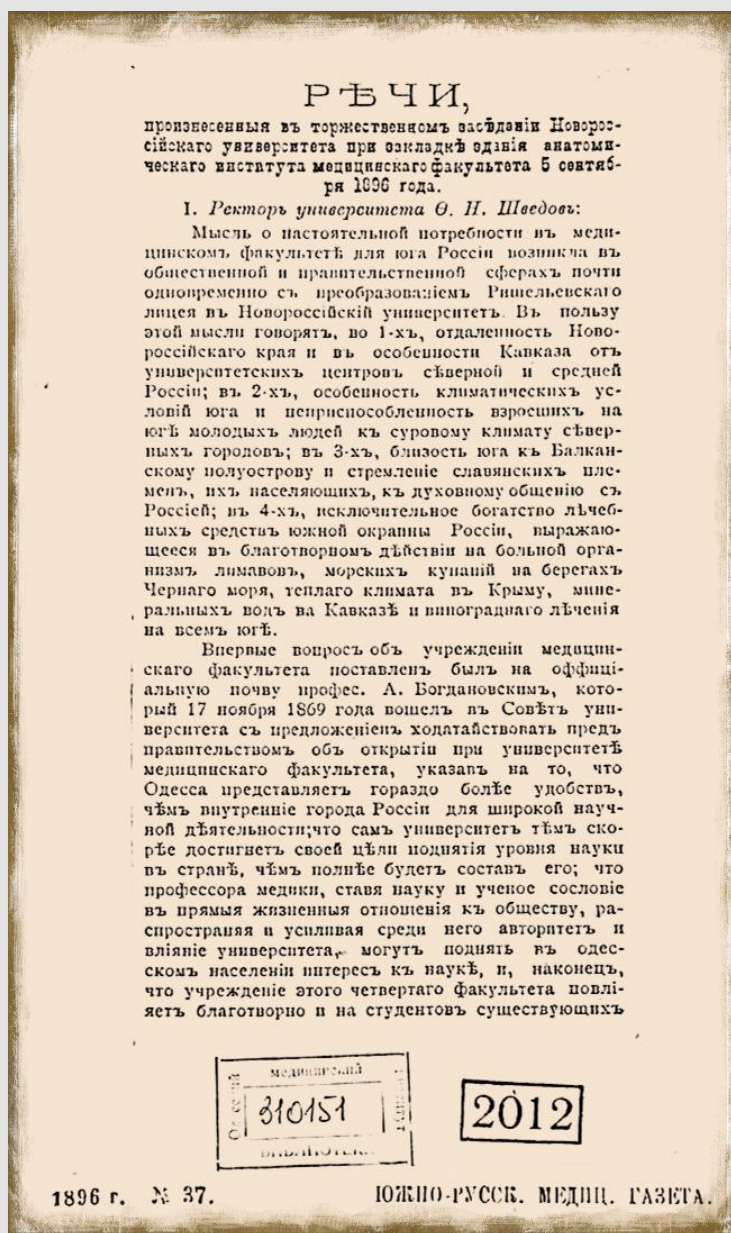 РѢЧИ,
произнесенныя въ торжественномъ засѣданіи Новорос-
сійскаго университета при закладкѣ зданія анатоми-
ческаго института медицинскаго факультета 5 сентяб-
ря 1896 года.
I. Ректоръ университета Ѳ. Н. Шведовъ:
Мысль о настоятельной потребности въ меди-
цинскомъ факультетѣ для юга Россіи возникла въ
общественной и правительственной сферахъ почти
одновременно съ преобразованіемъ Ришельевскаго
лицея въ Новороссійскій университетъ. Въ пользу
этой мысли говорятъ, во 1-хъ, отдаленность Ново-
россійскаго края и въ особенности Кавказа отъ
университетскихъ центровъ сѣверной и средней
Россіи; въ 2-хъ, особенность климатическихъ ус-
ловій юга и неприспособленность взросшихъ на
югѣ молодыхъ людей къ суровому климату сѣвер-
ныхъ городовъ; въ 3-хъ, близость юга къ Балкан-
скому полуострову и стремленіе славянскихъ пле-
менъ, ихъ населяющихъ, къ духовному общенію съ
Россіей; въ 4-хъ, исключительное богатство лѣчеб-
ныхъ средствъ южной окраины Россіи, выражаю-
щееся въ благотворномъ дѣйствіи на больной орга-
низмъ лимановъ, морскихъ купаній на берегахъ
Чернаго моря, теплаго климата въ Крыму, мине-
ральныхъ водъ на Кавказѣ и винограднаго лѣченія
на всемъ югѣ.
Впервые вопросъ объ учрежденіи медицин-
скаго факультета поставленъ былъ на оффиці-
альную почву профес. А. Богдановскимъ, кото-
рый 17 ноября 1869 года вошелъ въ Совѣтъ уни-
верситета съ предложеніемъ ходатайствовать предъ
правительствомъ объ открытіи при университетѣ
медицинскаго факультета, указавъ на то, что
Одесса представляетъ гораздо болѣе удобствъ,
чѣмъ внутренніе города Россіи для широкой науч-
ной дѣятельности;что самъ университетъ тѣмъ ско-
рѣе достигнетъ своей цѣли поднятія уровня науки
въ странѣ, чѣмъ полнѣе будетъ составъ его; что
профессора медики, ставя науку и ученое сословіе
въ прямыя жизненныя отношенія къ обществу, ра-
спространяя и усиливая среди него авторитетъ и
вліяніе университета, могутъ поднять въ одес-
скомъ населеніи интересъ къ наукѣ, и, наконецъ,
что учрежденіе этого четвертаго факультета повлі-
яетъ благотворно и на студентовъ существующихъ
медицинский
310151
БИБЛИОТЕКА
2012
1896 г. № 37.
ЮЖНО-РУССК. МЕДИЦ. ГАЗЕТА.